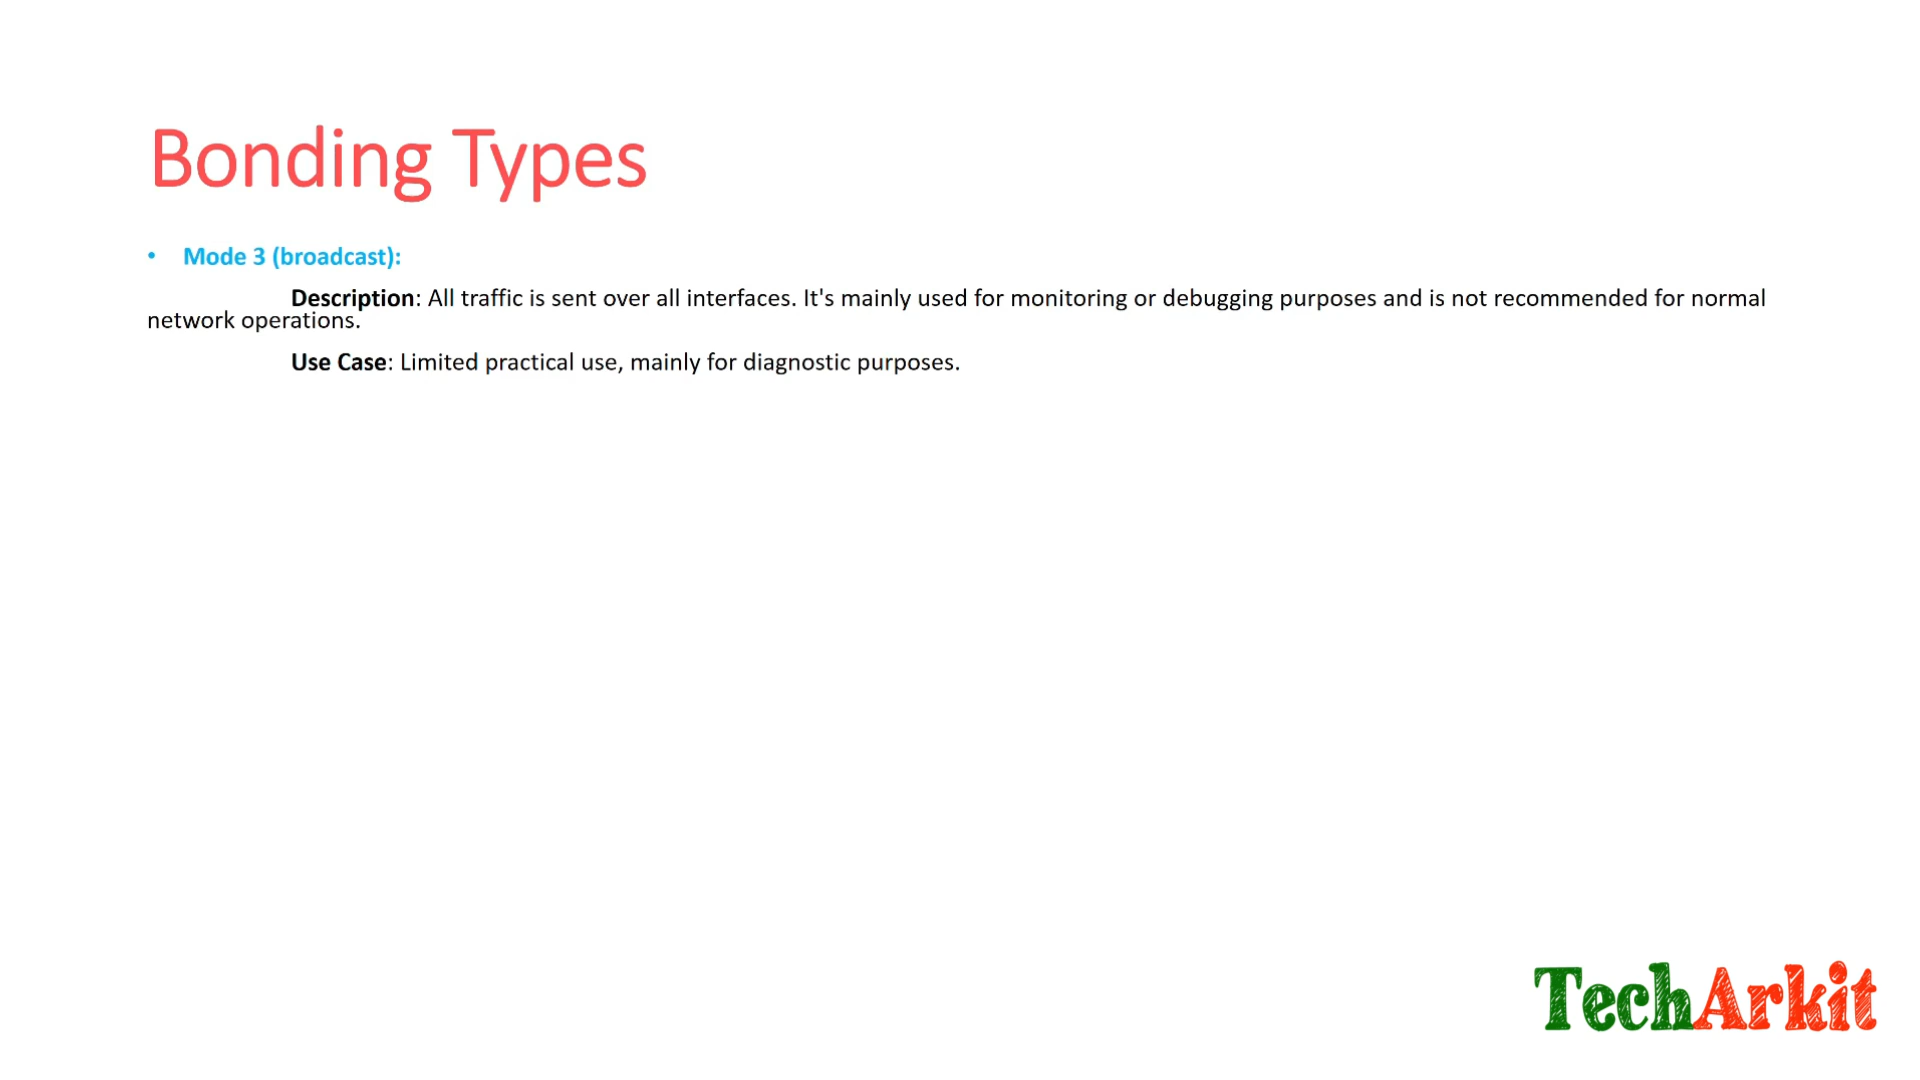 Bonding Types
• Mode 3 (broadcast):
Description: All traffic is sent over all interfaces. It's mainly used for monitoring or debugging purposes and is not recommended for normal
network operations.
Use Case: Limited practical use, mainly for diagnostic purposes.
TechArkit